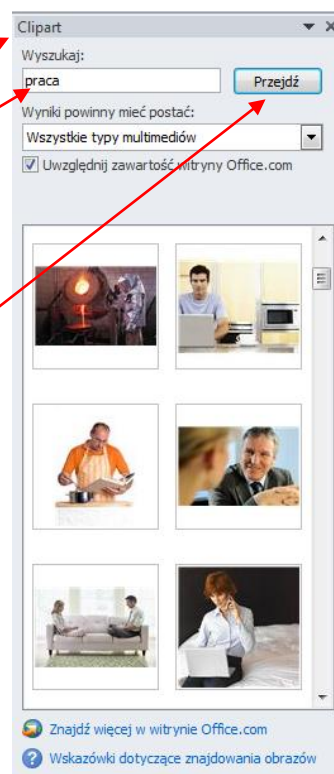 Clipart
Wyszukaj:
praca
Przejdź
Wyniki powinny mieć postać:
Wszystkie typy multimediów
Uwzględnij zawartość witryny Office.com
Znajdź więcej w witrynie Office.com
Wskazówki dotyczące znajdowania obrazów